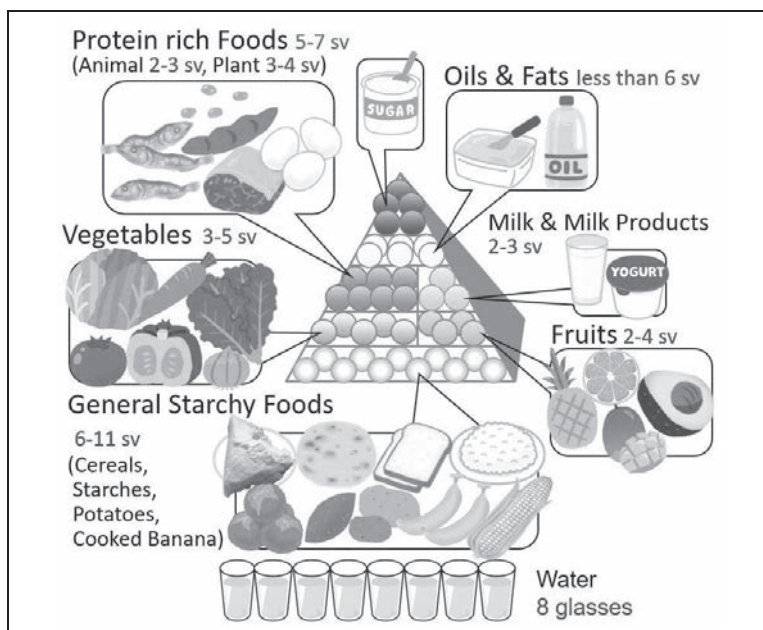 Protein rich Foods 5-7 sv
(Animal 2-3 sv, Plant 3-4 sv)
SUGAR
Oils & Fats less than 6 sv
OIL
Vegetables 3-5 sv
Milk & Milk Products
2-3 sv
YOGURT
Fruits 2-4 sv
General Starchy Foods
6-11 sv
(Cereals,
Starches,
Potatoes,
Cooked Banana)
Water
8 glasses